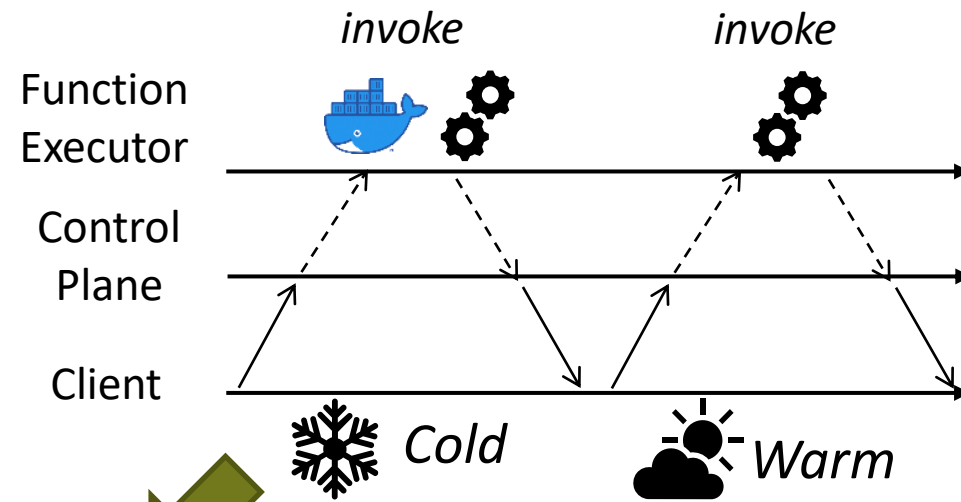 invoke
invoke
Function
Executor
Control
Plane
Client
Cold
Warm